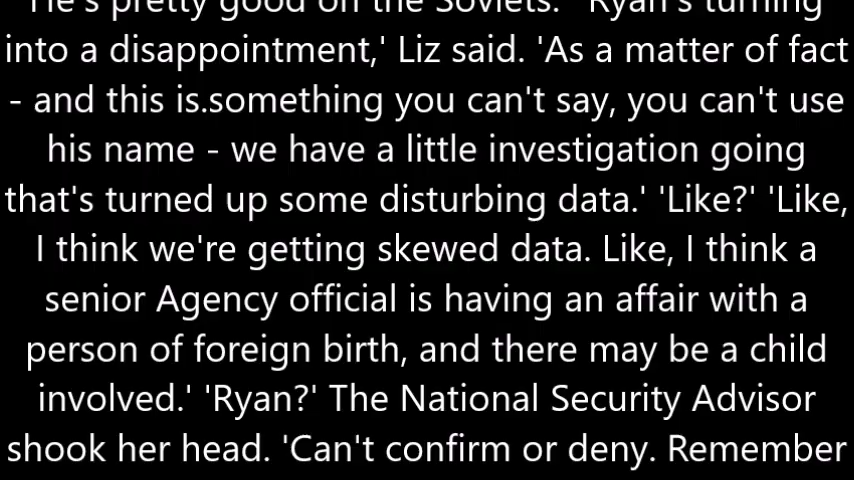 He's pretty good on the Soviets.' 'Ryan's turning
into a disappointment,' Liz said. 'As a matter of fact
- and this is.something you can't say, you can't use
his name - we have a little investigation going
that's turned up some disturbing data.' 'Like?' 'Like,
I think we're getting skewed data. Like, I think a
senior Agency official is having an affair with a
person of foreign birth, and there may be a child
involved.' 'Ryan?' The National Security Advisor
shook her head. 'Can't confirm or deny. Remember